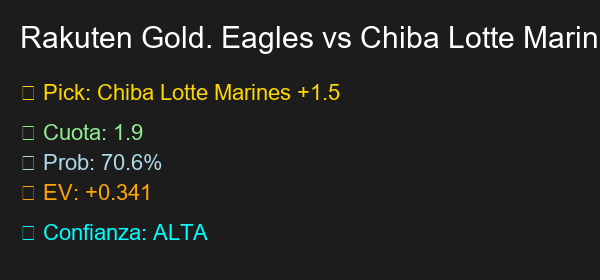 Rakuten Gold. Eagles vs Chiba Lotte Marin
Pick: Chiba Lotte Marines +1.5
Cuota: 1.9
Prob: 70.6%
EV: +0.341
Confianza: ALTA